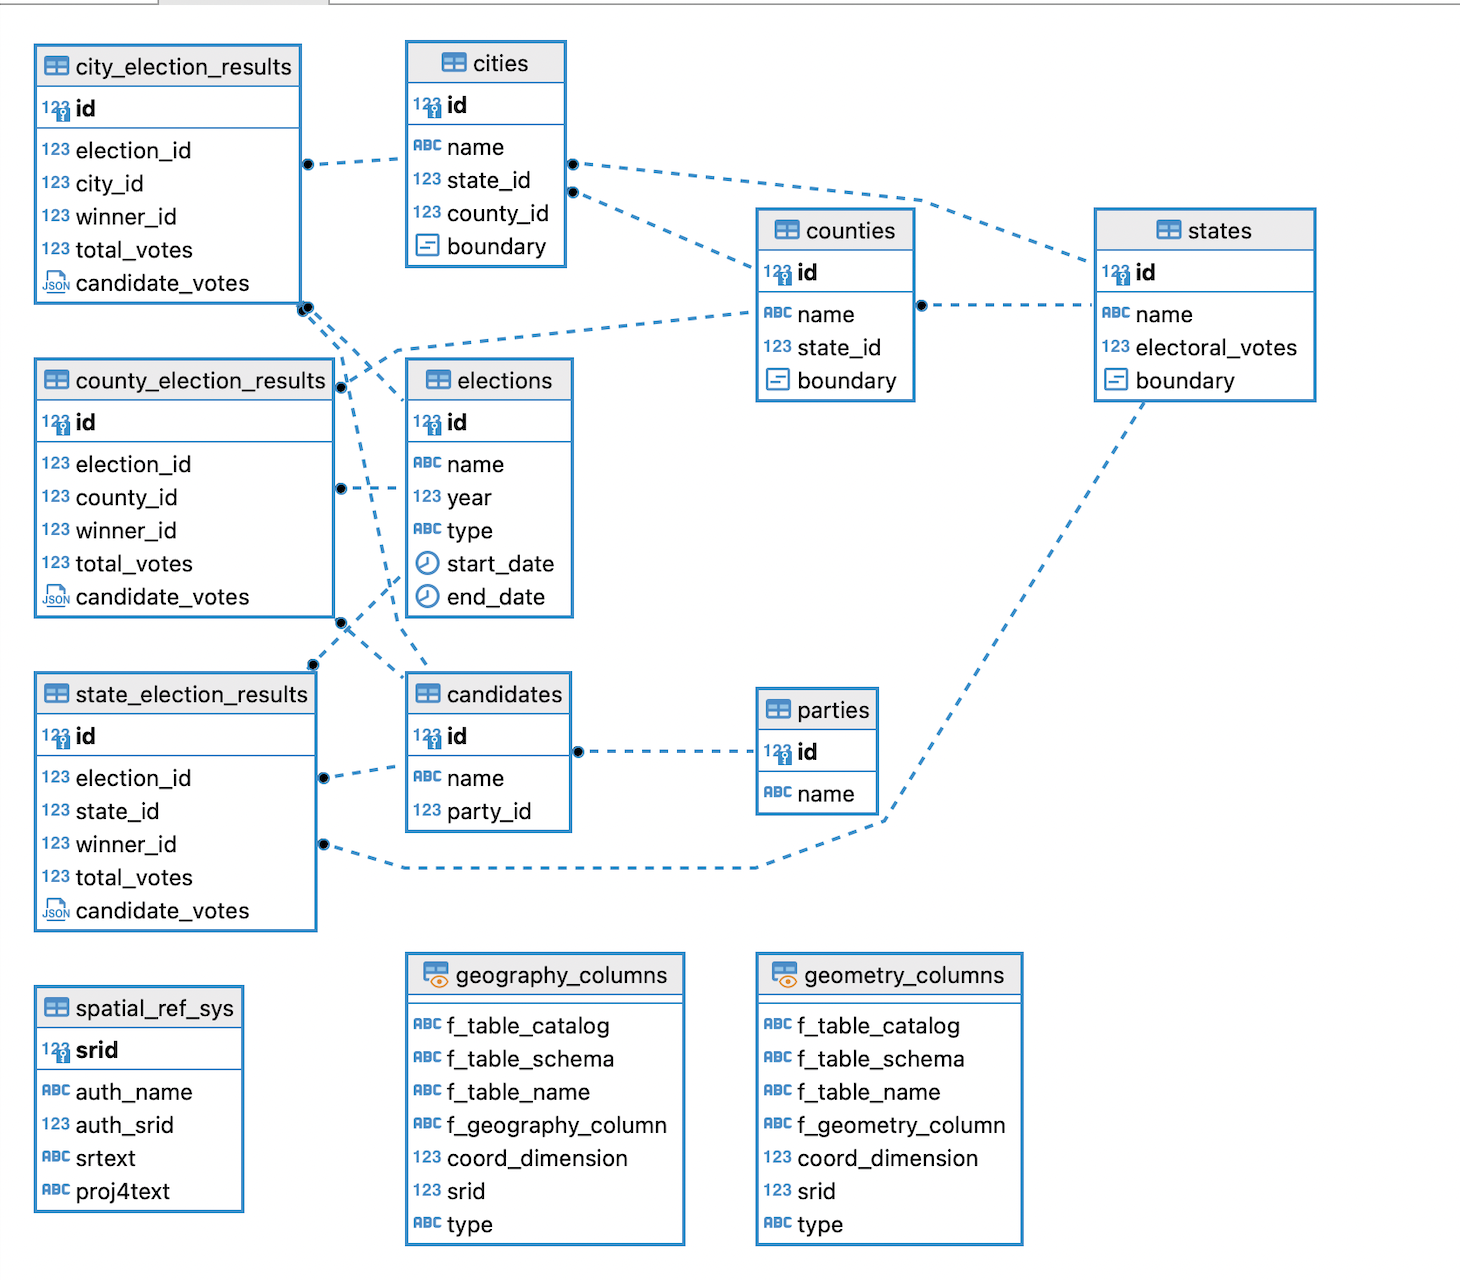 city_election_results
123 id
123 election_id
123 city_id
123 winner_id
123 total_votes
JSON candidate_votes
cities
123 id
ABC name
123 state_id
123 county_id
boundary
counties
123 id
ABC name
123 state_id
boundary
states
123 id
ABC name
123 electoral_votes
boundary
county_election_results
123 id
123 election_id
123 county_id
123 winner_id
123 total_votes
JSON candidate_votes
elections
123 id
ABC name
123 year
ABC type
start_date
end_date
state_election_results
123 id
123 election_id
123 state_id
123 winner_id
123 total_votes
JSON candidate_votes
candidates
123 id
ABC name
123 party_id
parties
123 id
ABC name
spatial_ref_sys
123 srid
ABC auth_name
123 auth_srid
ABC srtext
ABC proj4text
geography_columns
ABC f_table_catalog
ABC f_table_schema
ABC f_table_name
ABC f_geography_column
123 coord_dimension
123 srid
ABC type
geometry_columns
ABC f_table_catalog
ABC f_table_schema
ABC f_table_name
ABC f_geometry_column
123 coord_dimension
123 srid
ABC type